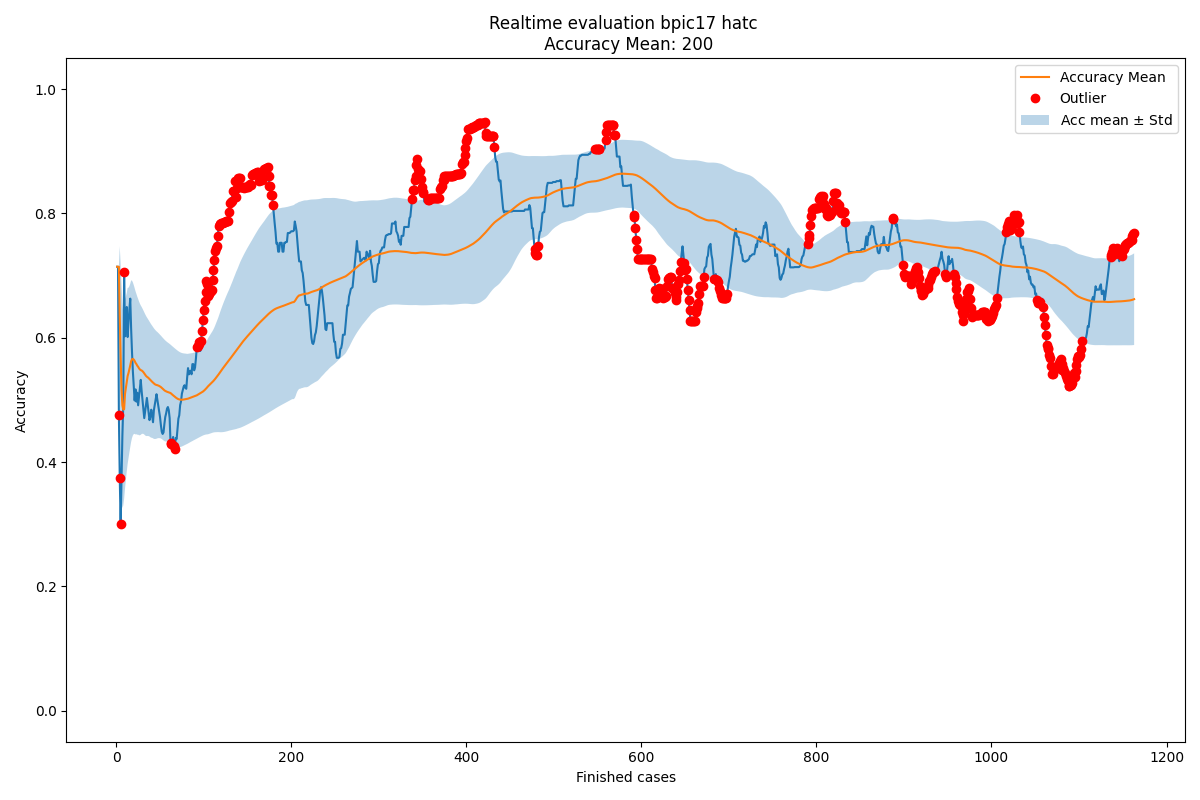 Realtime evaluation bpic17 hatc
Accuracy Mean: 200
Accuracy Mean
Outlier
Acc mean ± Std
Accuracy
1.0
0.8
0.6
0.4
0.2
0.0
0
200
400
600
800
1000
1200
Finished cases